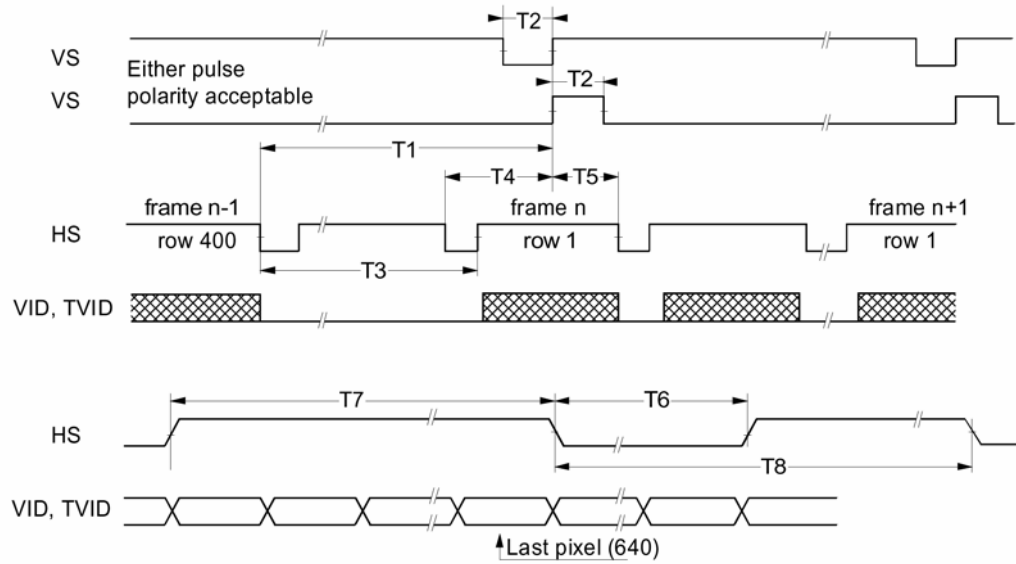 T2
VS
Either pulse
polarity acceptable
T2
VS
T1
T4
T5
frame n-1
frame n
frame n+1
HS
row 400
row 1
row 1
T3
VID, TVID
T7
T6
HS
T8
VID, TVID
Last pixel (640)